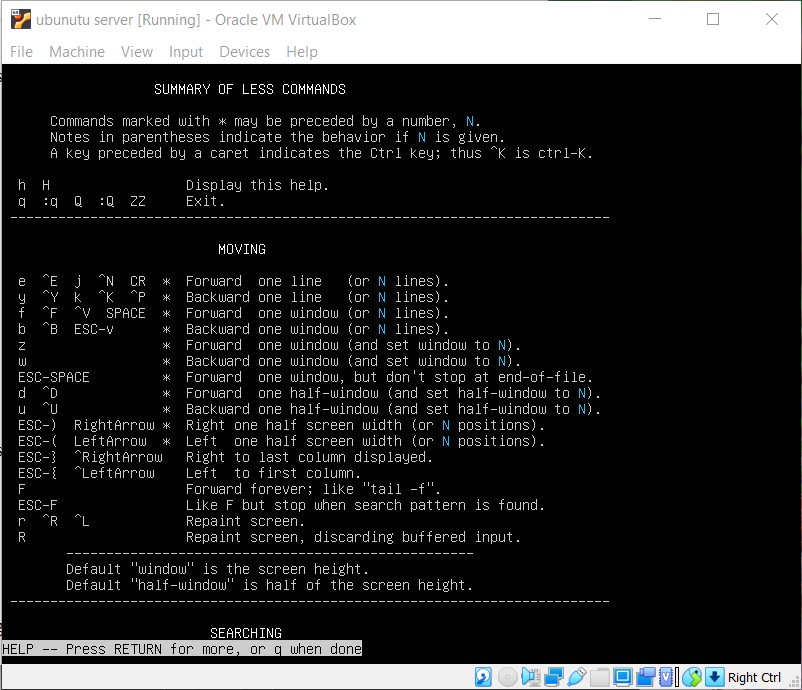 ubunutu server [Running] - Oracle VM VirtualBox
File Machine View Input Devices Help
SUMMARY OF LESS COMMANDS
Commands marked with * may be preceded by a number, N.
Notes in parentheses indicate the behavior if N is given.
A key preceded by a caret indicates the Ctrl key; thus ^K is ctrl-K.
h H Display this help.
q :q Q :Q ZZ Exit.
---------------------------------------------------------------------------
MOVING
e ^E j ^N CR * Forward one line (or N lines).
y ^Y k ^K ^P * Backward one line (or N lines).
f ^F ^V SPACE * Forward one window (or N lines).
b ^B ESC-v * Backward one window (or N lines).
z * Forward one window (and set window to N).
w * Backward one window (and set window to N).
ESC-SPACE * Forward one window, but don't stop at end-of-file.
d ^D * Forward one half-window (and set half-window to N).
u ^U * Backward one half-window (and set half-window to N).
ESC-) RightArrow * Right one half screen width (or N positions).
ESC-( LeftArrow * Left one half screen width (or N positions).
ESC-} ^RightArrow Right to last column displayed.
ESC-{ ^LeftArrow Left to first column.
F Forward forever; like "tail -f".
ESC-F Like F but stop when search pattern is found.
r ^R ^L Repaint screen.
R Repaint screen, discarding buffered input.
---------------------------------------------------
Default "window" is the screen height.
Default "half-window" is half of the screen height.
---------------------------------------------------------------------------
SEARCHING
HELP -- Press RETURN for more, or q when done
Right Ctrl